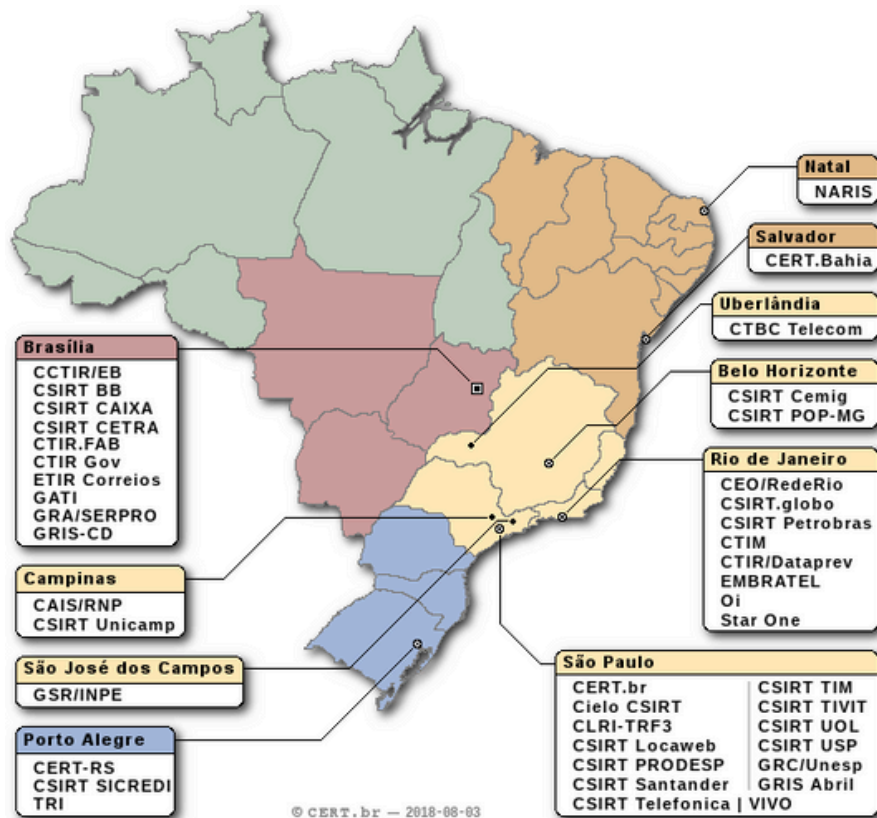 Natal
NARIS
Salvador
CERT.Bahia
Uberlândia
CTBC Telecom
Brasília
CCTIR/EB
CSIRT BB
CSIRT CAIXA
CSIRT CETRA
CTIR.FAB
CTIR Gov
ETIR Correios
GATI
GRA/SERPRO
GRIS-CD
Belo Horizonte
CSIRT Cemig
CSIRT POP-MG
Rio de Janeiro
CEO/RedeRio
CSIRT.globo
CSIRT Petrobras
CTIM
CTIR/Dataprev
EMBRATEL
Oi
Star One
Campinas
CAIS/RNP
CSIRT Unicamp
São José dos Campos
GSR/INPE
São Paulo
CERT.br
Cielo CSIRT
CLRI-TRF3
CSIRT Locaweb
CSIRT PRODESP
CSIRT Santander
CSIRT Telefonica | VIVO
CSIRT TIM
CSIRT TIVIT
CSIRT UOL
CSIRT USP
GRC/Unesp
GRIS Abril
Porto Alegre
CERT-RS
CSIRT SICREDI
TRI
© CERT.br — 2018-08-03